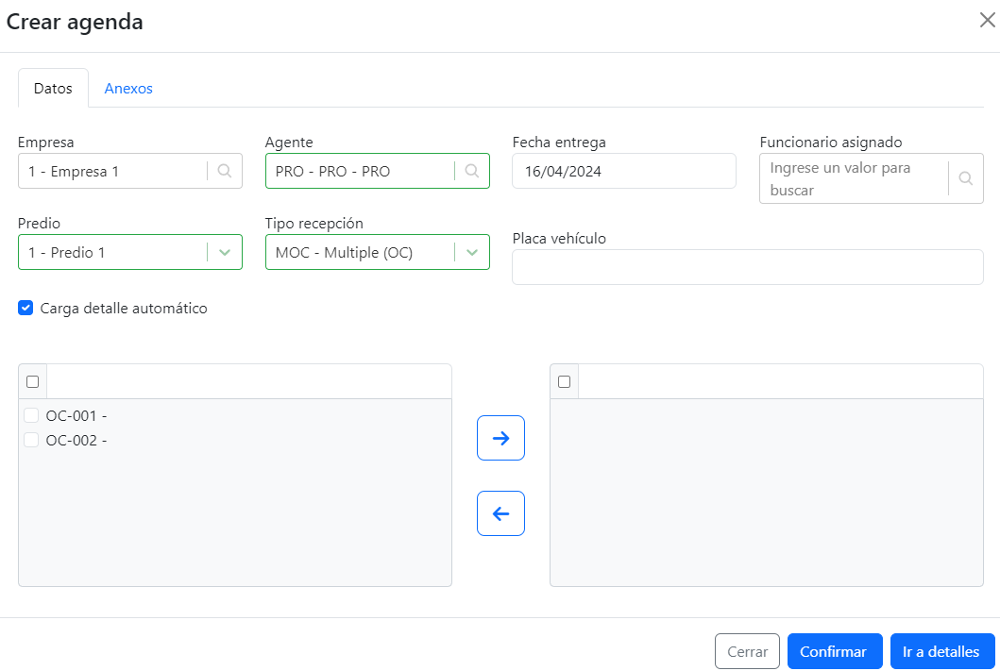 Crear agenda
Datos
Anexos
Empresa
Agente
Fecha entrega
Funcionario asignado
1 - Empresa 1
PRO - PRO - PRO
16/04/2024
Ingrese un valor para
buscar
Predio
Tipo recepción
Placa vehículo
1 - Predio 1
MOC - Multiple (OC)
Carga detalle automático
OC-001 -
OC-002 -
Cerrar
Confirmar
Ir a detalles